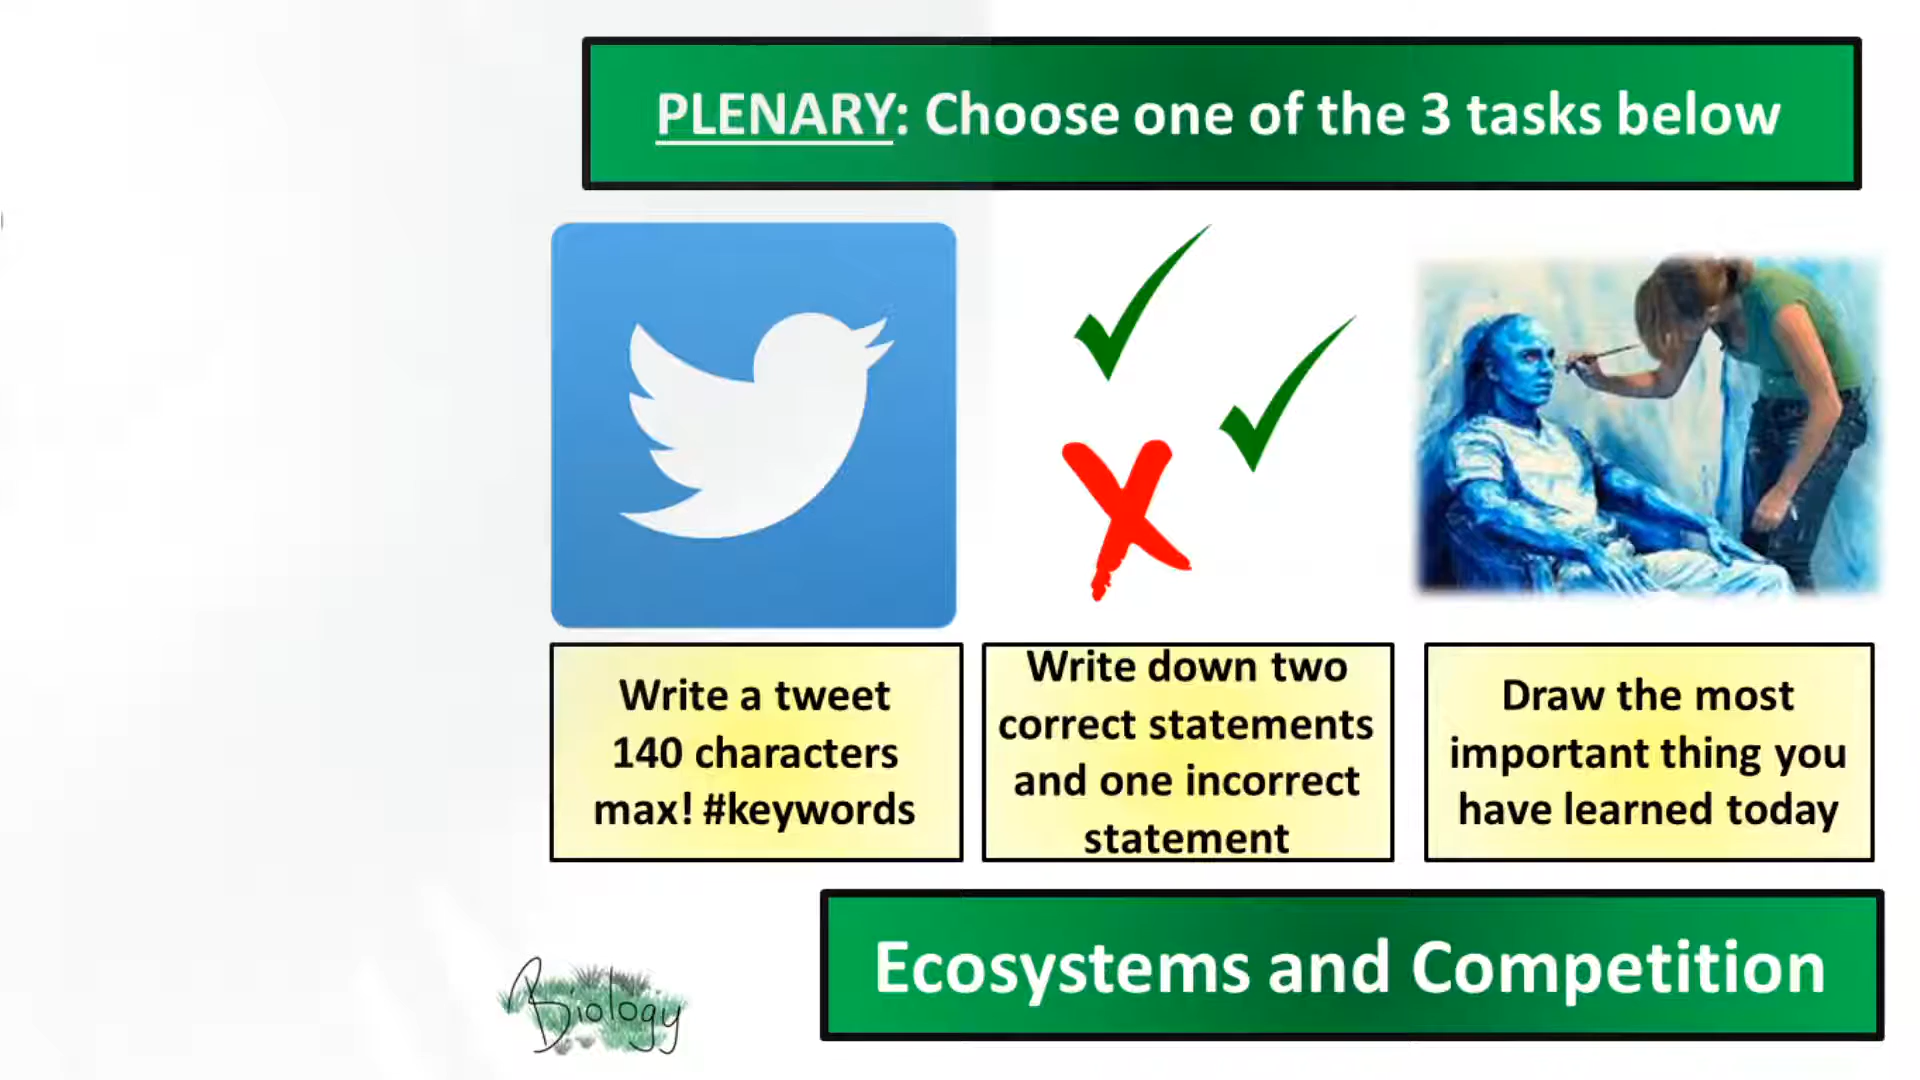 PLENARY: Choose one of the 3 tasks below
Write a tweet
140 characters
max! #keywords
Write down two
correct statements
and one incorrect
statement
Draw the most
important thing you
have learned today
Biology
Ecosystems and Competition